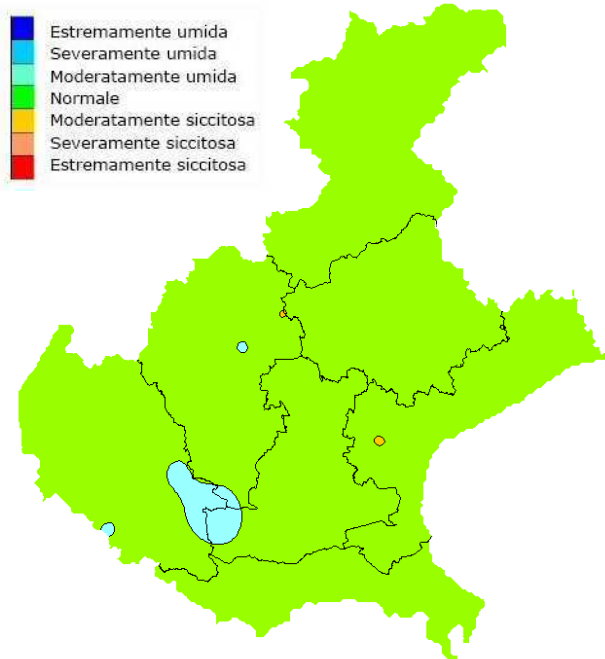 Estremamente umida
Severamente umida
Moderatamente umida
Normale
Moderatamente siccitosa
Severamente siccitosa
Estremamente siccitosa